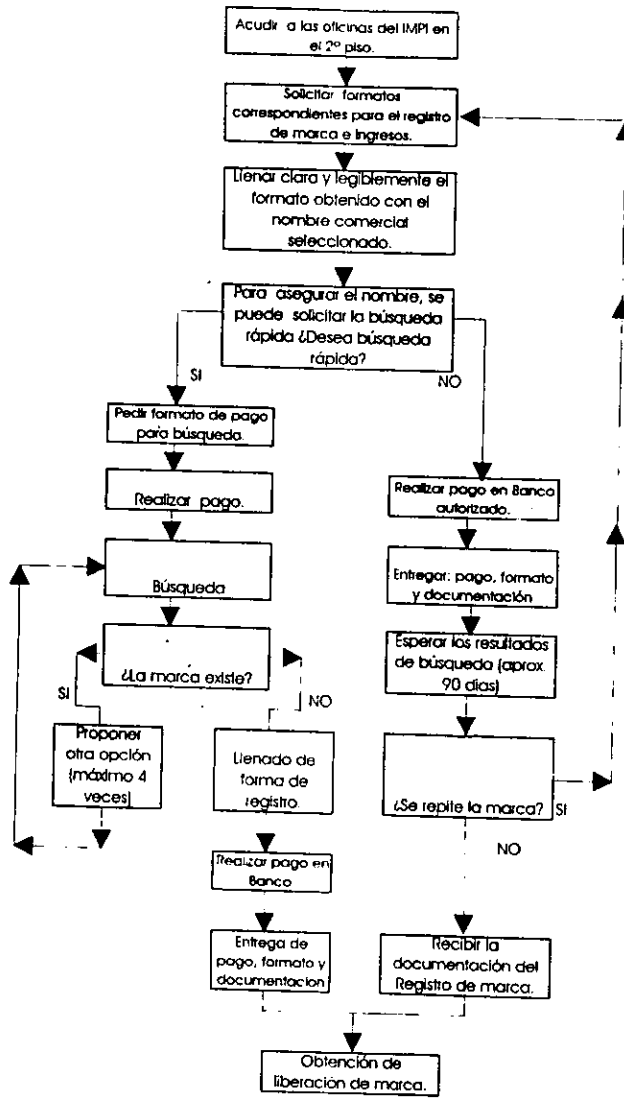 Acudir a las oficinas del IMPI en
el 2º piso.
Solicitar formatos
correspondientes para el registro
de marca e ingresos.
Llenar clara y legiblemente el
formato obtenido con el
nombre comercial
seleccionado.
Para asegurar el nombre, se
puede solicitar la búsqueda
rápida ¿Desea búsqueda
rápida?
SI
NO
Pedir formato de pago
para búsqueda.
Realizar pago.
Búsqueda
¿La marca existe?
SI
NO
Proponer
otra opción
(máximo 4
veces)
Llenado de
forma de
registro.
Realizar pago en
Banco
Entrega de
pago, formato y
documentacion
Realizar pago en Banco
autorizado.
Entregar: pago, formato
y documentación
Esperar los resultados
de búsqueda (aprox.
90 días)
¿Se repite la marca?
SI
NO
Recibir la
documentación del
Registro de marca.
Obtención de
liberación de marca.